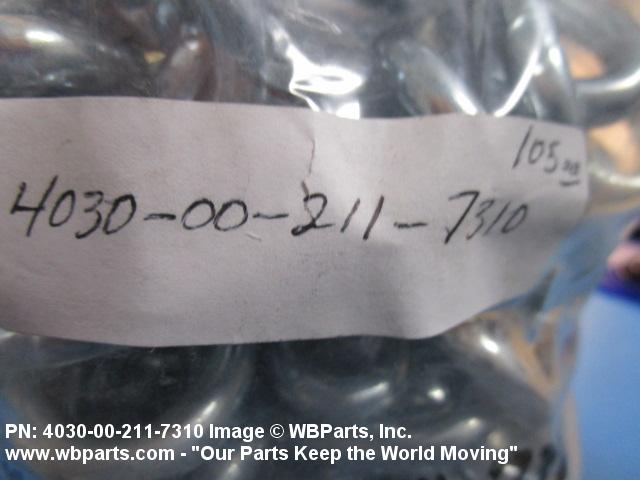 105.00
4030-00-211-7310
PN: 4030-00-211-7310 Image © WBParts, Inc.
www.wbparts.com - "Our Parts Keep the World Moving"